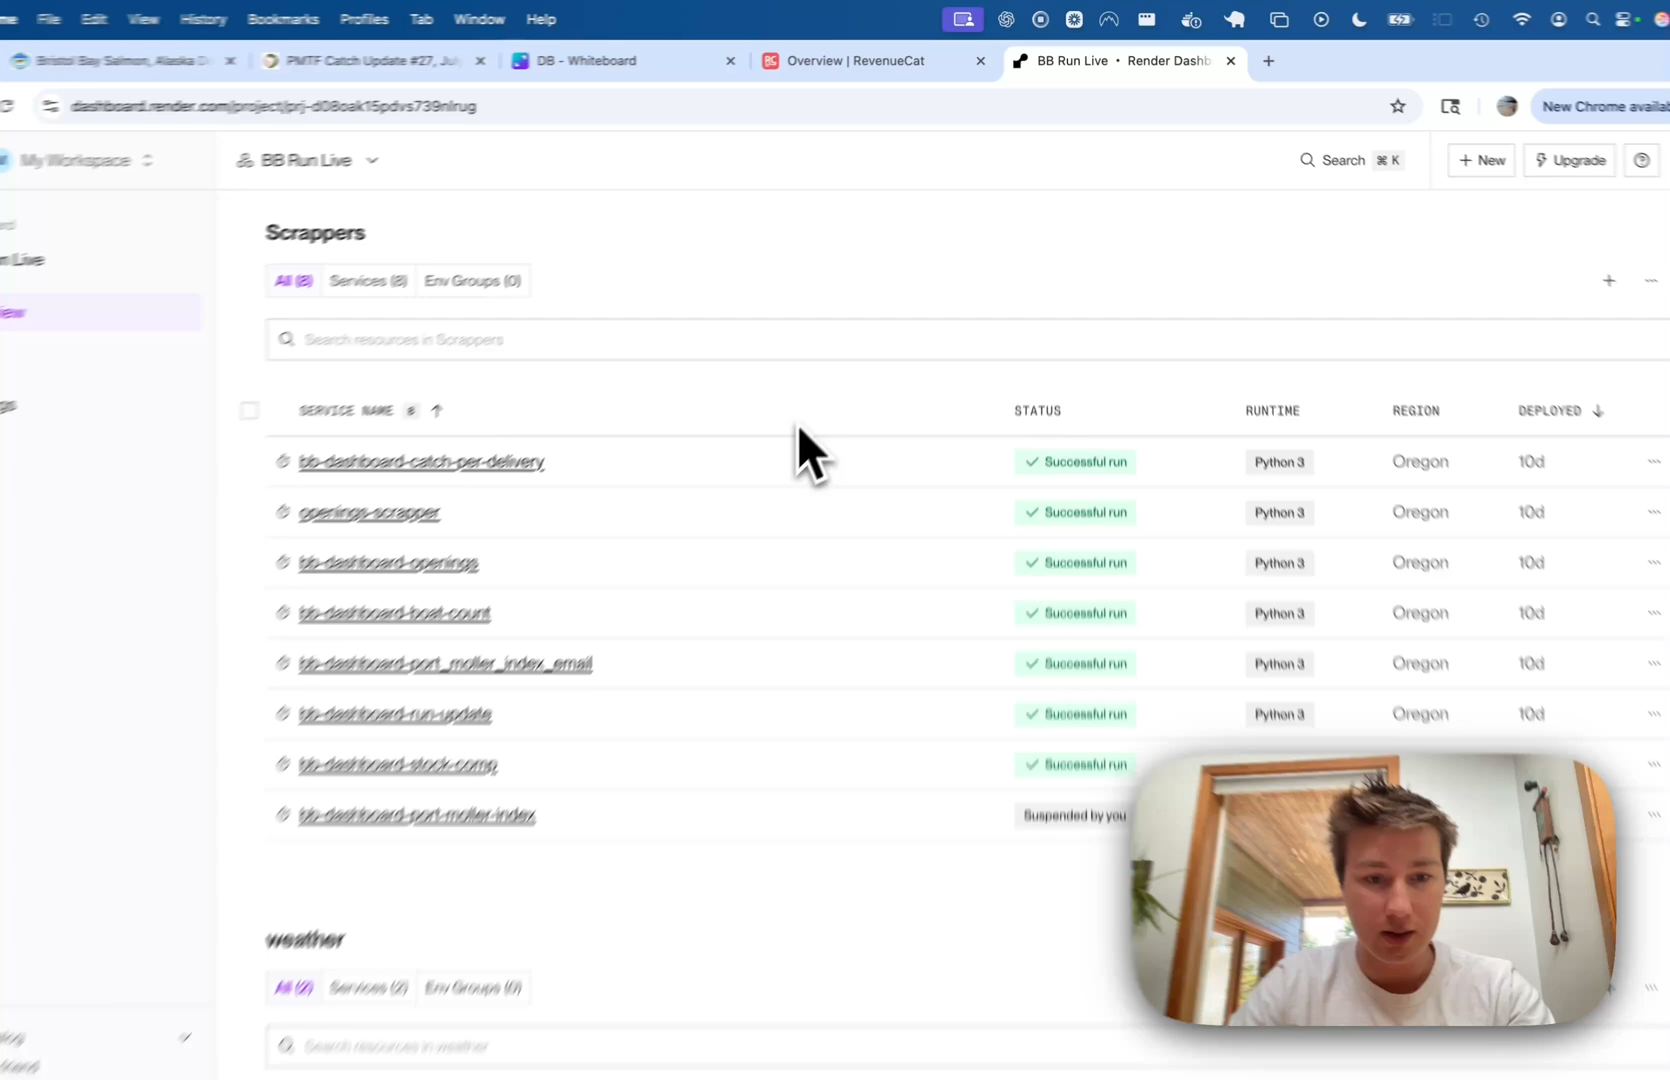 me File Edit View History Bookmarks Profiles Tab Window Help
Bristol Bay Salmon, Alaska
PMTF Catch Update #27, Ju
DB - Whiteboard
Overview | RevenueCat
BB Run Live • Render Dashb
dashboard.render.com/project/prj-d08oak15pdvs739nlrug
New Chrome availab
My Workspace
BB Run Live
Search ⌘ K
+ New
Upgrade
n Live
iew
gs
Scrappers
All (8) Services (8) Env Groups (0)
Search resources in Scrappers
SERVICE NAME 8 ↑ STATUS RUNTIME REGION DEPLOYED ↓
bb-dashboard-catch-per-delivery Successful run Python 3 Oregon 10d
openings-scrapper Successful run Python 3 Oregon 10d
bb-dashboard-openings Successful run Python 3 Oregon 10d
bb-dashboard-boat-count Successful run Python 3 Oregon 10d
bb-dashboard-port_moller_index_email Successful run Python 3 Oregon 10d
bb-dashboard-run-update Successful run Python 3 Oregon 10d
bb-dashboard-stock-comp Successful run
bb-dashboard-port-moller-index Suspended by you
weather
All (2) Services (2) Env Groups (0)
Search resources in weather